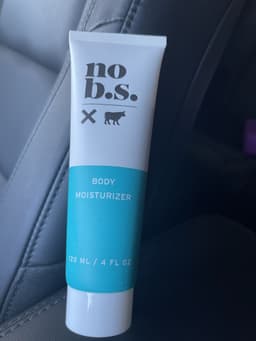 no
b.s.
BODY
MOISTURIZER
120 ML / 4 FL OZ